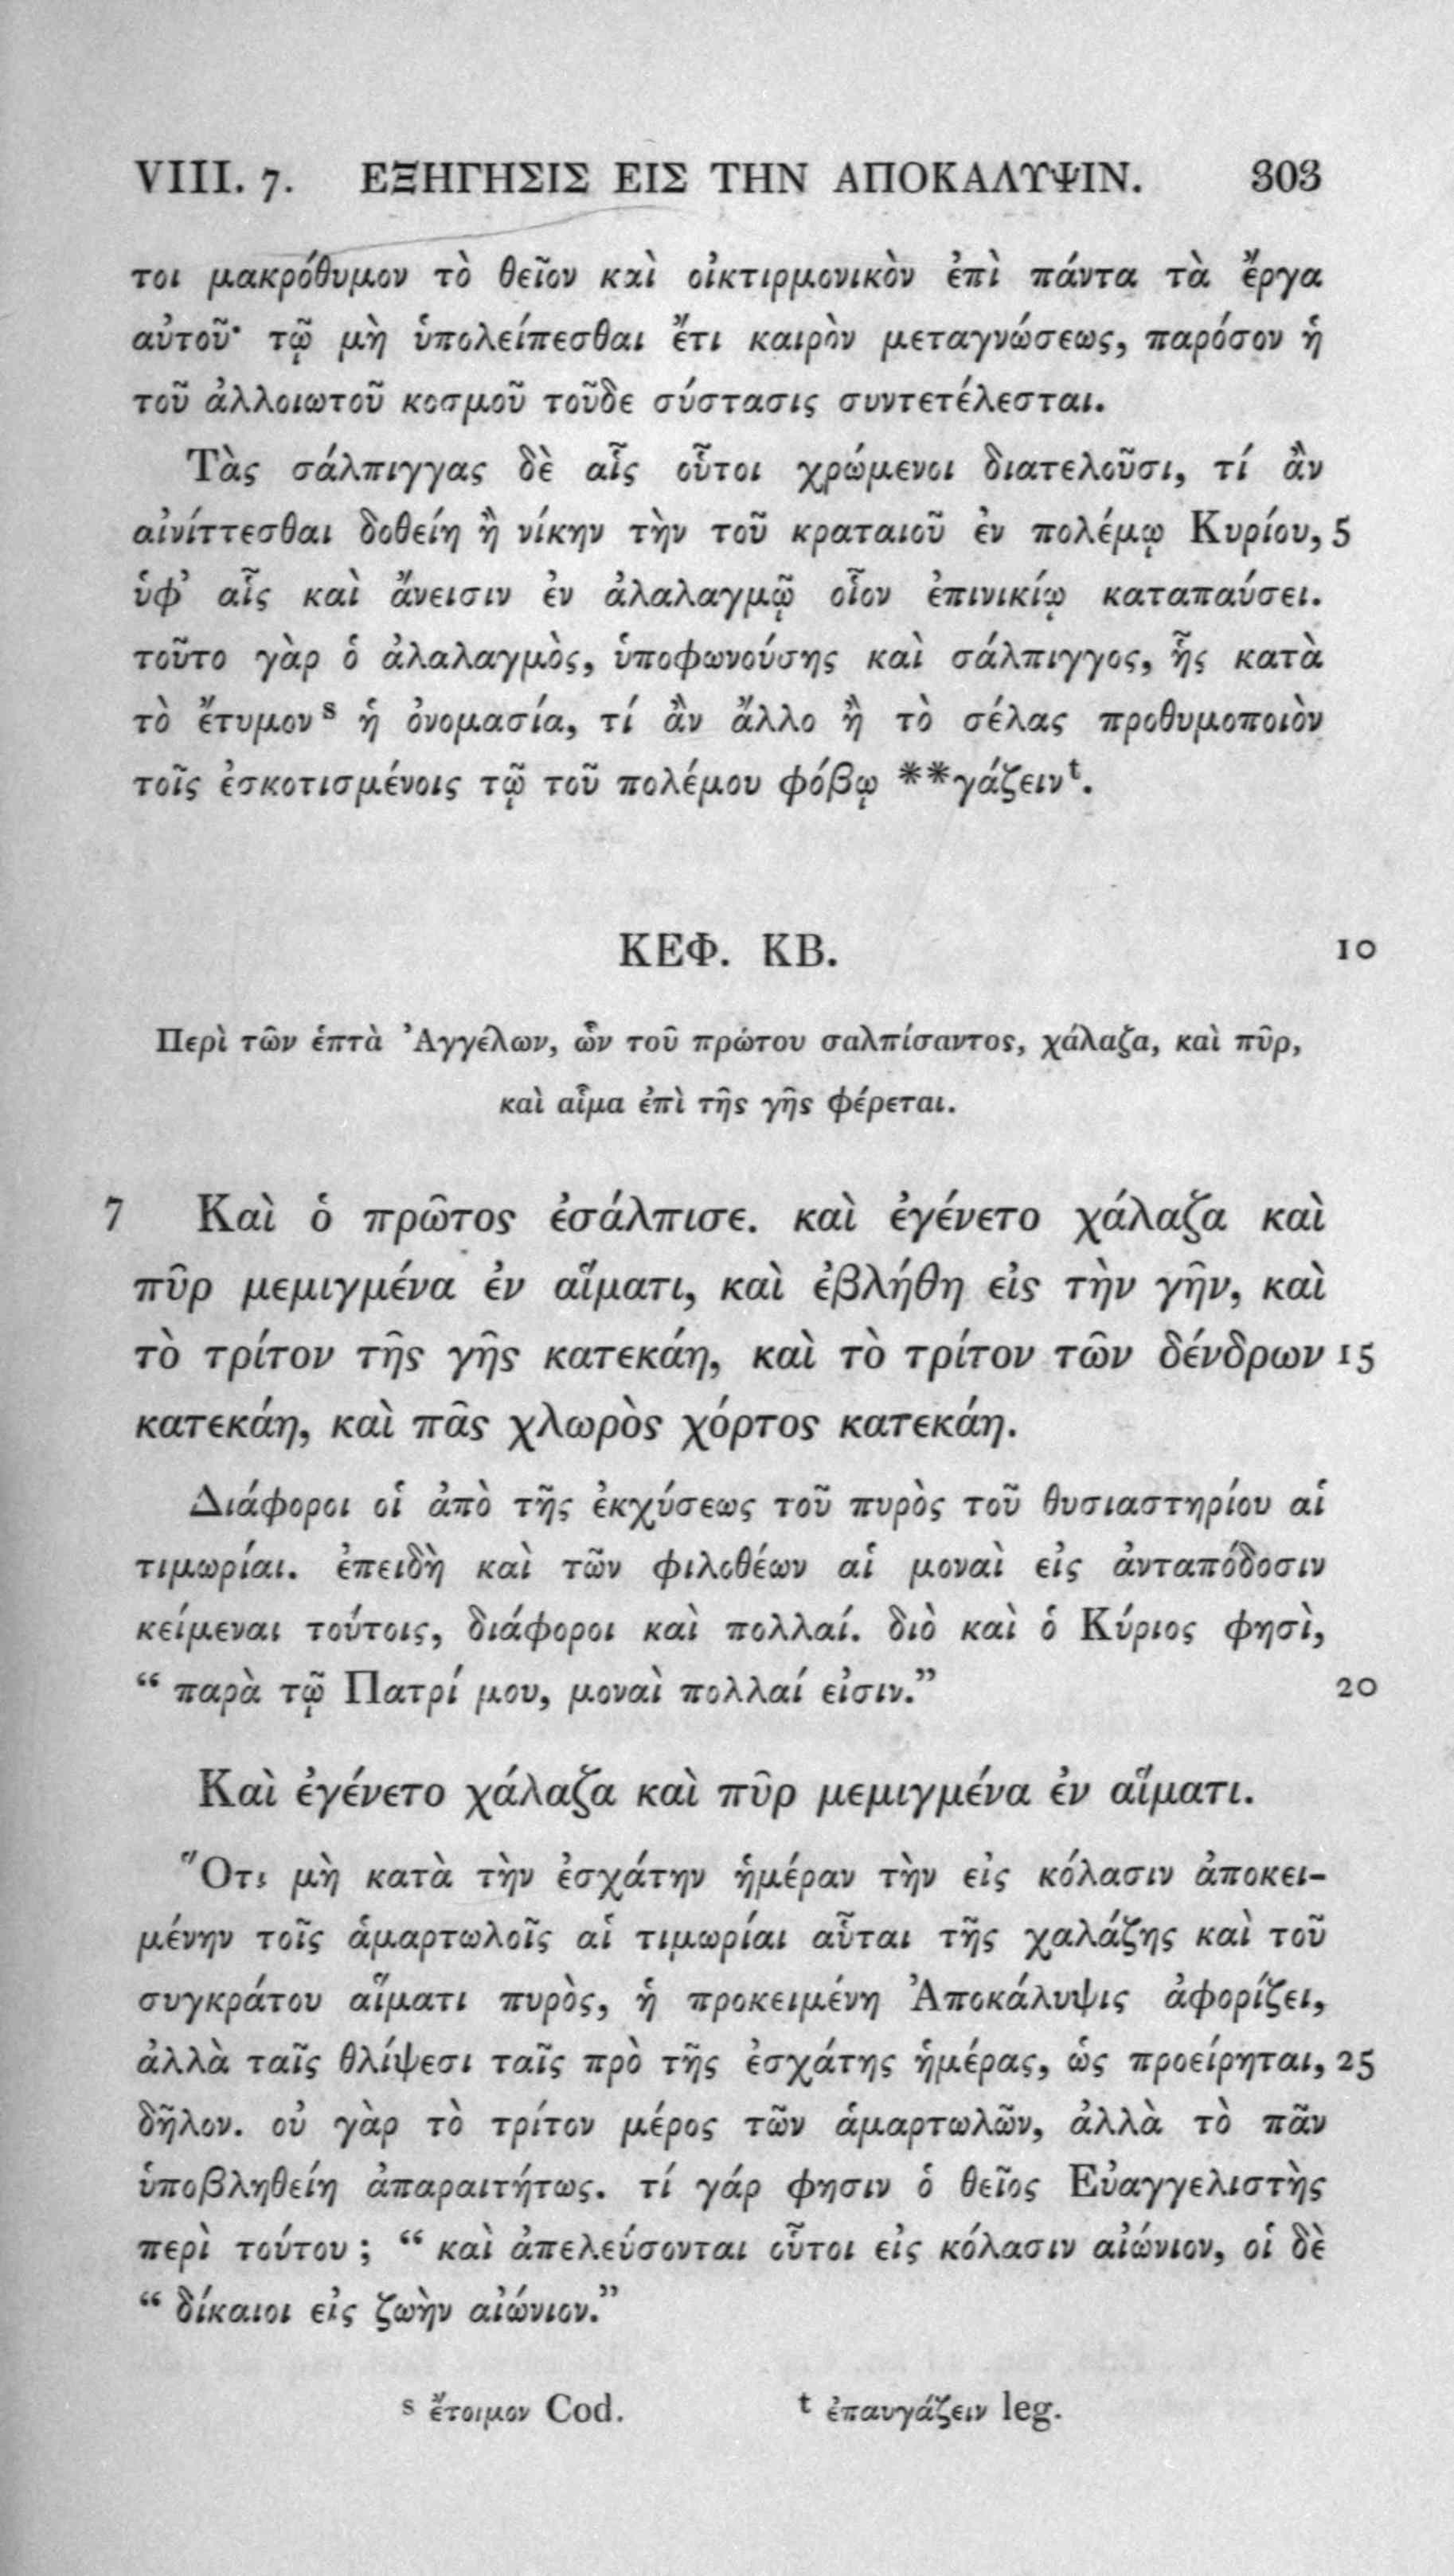 VIII. 7. ΕΞΗΓΗΣΙΣ ΕΙΣ ΤΗΝ ΑΠΟΚΑΛΥΨΙΝ. 303
τοι μακρόθυμον τὸ θεῖον καὶ οἰκτιρμονικὸν ἐπὶ πάντα τὰ ἔργα
αὐτοῦ· τῷ μὴ ὑπολείπεσθαι ἔτι καιρὸν μεταγνώσεως, παρόσον ἡ
τοῦ ἀλλοιωτοῦ κοσμοῦ τοῦδε σύστασις συντετέλεσται.
Τὰς σάλπιγγας δὲ αἷς οὗτοι χρώμενοι διατελοῦσι, τί ἂν
αἰνίττεσθαι δοθείη ἢ νίκην τὴν τοῦ κραταιοῦ ἐν πολέμῳ Κυρίου, 5
ὑφ᾽ αἷς καὶ ἄνεισιν ἐν ἀλαλαγμῷ οἷον ἐπινικίῳ καταπαύσει.
τοῦτο γὰρ ὁ ἀλαλαγμὸς, ὑποφωνούσης καὶ σάλπιγγος, ἧς κατὰ
τὸ ἔτυμον s ἡ ὀνομασία, τί ἂν ἄλλο ἢ τὸ σέλας προθυμοποιὸν
τοῖς ἐσκοτισμένοις τῷ τοῦ πολέμου φόβῳ **γάζειν t.
ΚΕΦ. ΚΒ. 10
Περὶ τῶν ἑπτὰ Ἀγγέλων, ὧν τοῦ πρώτου σαλπίσαντος, χάλαζα, καὶ πῦρ,
καὶ αἷμα ἐπὶ τῆς γῆς φέρεται.
7 Καὶ ὁ πρῶτος ἐσάλπισε. καὶ ἐγένετο χάλαζα καὶ
πῦρ μεμιγμένα ἐν αἵματι, καὶ ἐβλήθη εἰς τὴν γῆν, καὶ
τὸ τρίτον τῆς γῆς κατεκάη, καὶ τὸ τρίτον τῶν δένδρων 15
κατεκάη, καὶ πᾶς χλωρὸς χόρτος κατεκάη.
Διάφοροι οἱ ἀπὸ τῆς ἐκχύσεως τοῦ πυρὸς τοῦ θυσιαστηρίου αἱ
τιμωρίαι. ἐπειδὴ καὶ τῶν φιλοθέων αἱ μοναὶ εἰς ἀνταπόδοσιν
κείμεναι τούτοις, διάφοροι καὶ πολλαί. διὸ καὶ ὁ Κύριος φησὶ,
“ παρὰ τῷ Πατρί μου, μοναὶ πολλαί εἰσιν.” 20
Καὶ ἐγένετο χάλαζα καὶ πῦρ μεμιγμένα ἐν αἵματι.
Ὅτι μὴ κατὰ τὴν ἐσχάτην ἡμέραν τὴν εἰς κόλασιν ἀποκει-
μένην τοῖς ἁμαρτωλοῖς αἱ τιμωρίαι αὗται τῆς χαλάζης καὶ τοῦ
συγκράτου αἵματι πυρὸς, ἡ προκειμένη Ἀποκάλυψις ἀφορίζει,
ἀλλὰ ταῖς θλίψεσι ταῖς πρὸ τῆς ἐσχάτης ἡμέρας, ὡς προείρηται, 25
δῆλον. οὐ γὰρ τὸ τρίτον μέρος τῶν ἁμαρτωλῶν, ἀλλὰ τὸ πᾶν
ὑποβληθείη ἀπαραιτήτως. τί γάρ φησιν ὁ θεῖος Εὐαγγελιστὴς
περὶ τούτου ; “ καὶ ἀπελεύσονται οὗτοι εἰς κόλασιν αἰώνιον, οἱ δὲ
“ δίκαιοι εἰς ζωὴν αἰώνιον.”
s ἕτοιμον Cod. t ἐπαυγάζειν leg.